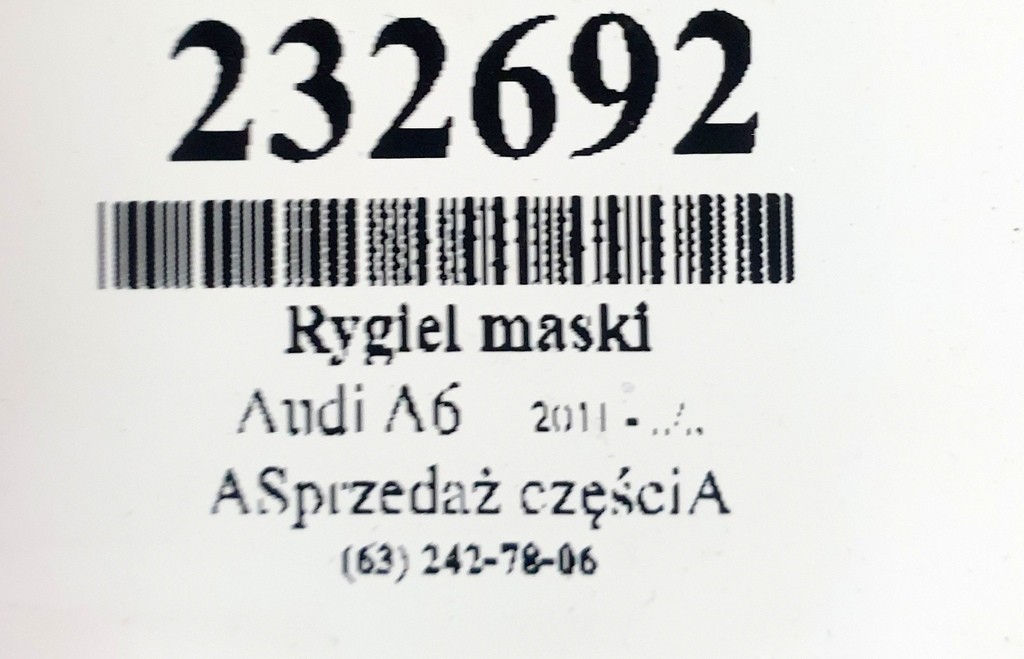 232692
Rygiel maski
Audi A6 2011 - ../..
ASprzedaż częściA
(63) 242-78-06